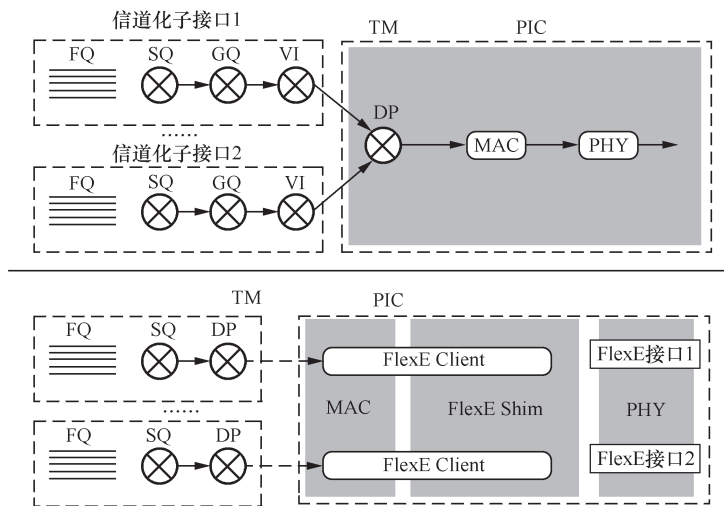 信道化子接口1
TM
PIC
FQ
SQ
GQ
VI
DP
MAC
PHY
......
信道化子接口2
FQ
SQ
GQ
VI
TM
PIC
FQ
SQ
DP
FlexE Client
FlexE接口1
......
MAC
FlexE Shim
PHY
FQ
SQ
DP
FlexE Client
FlexE接口2